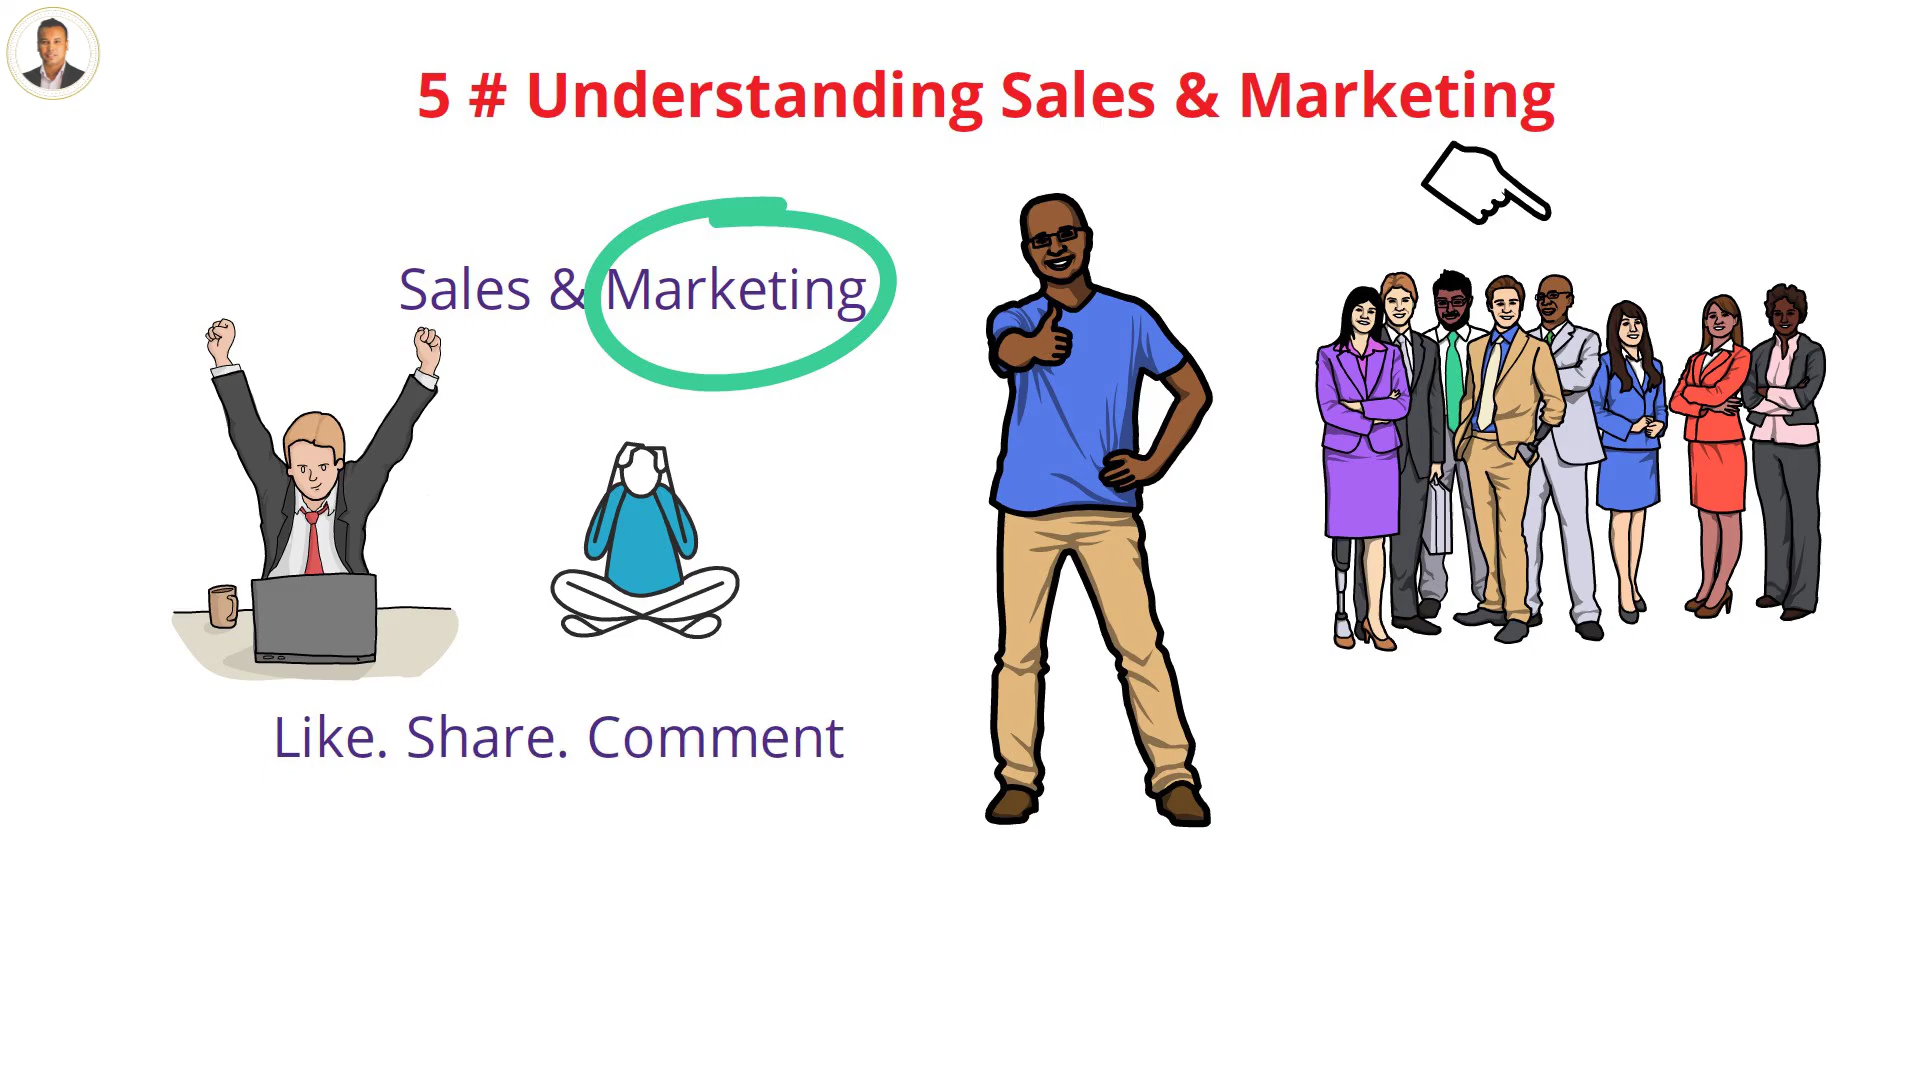 5 # Understanding Sales & Marketing
Sales & Marketing
Like. Share. Comment